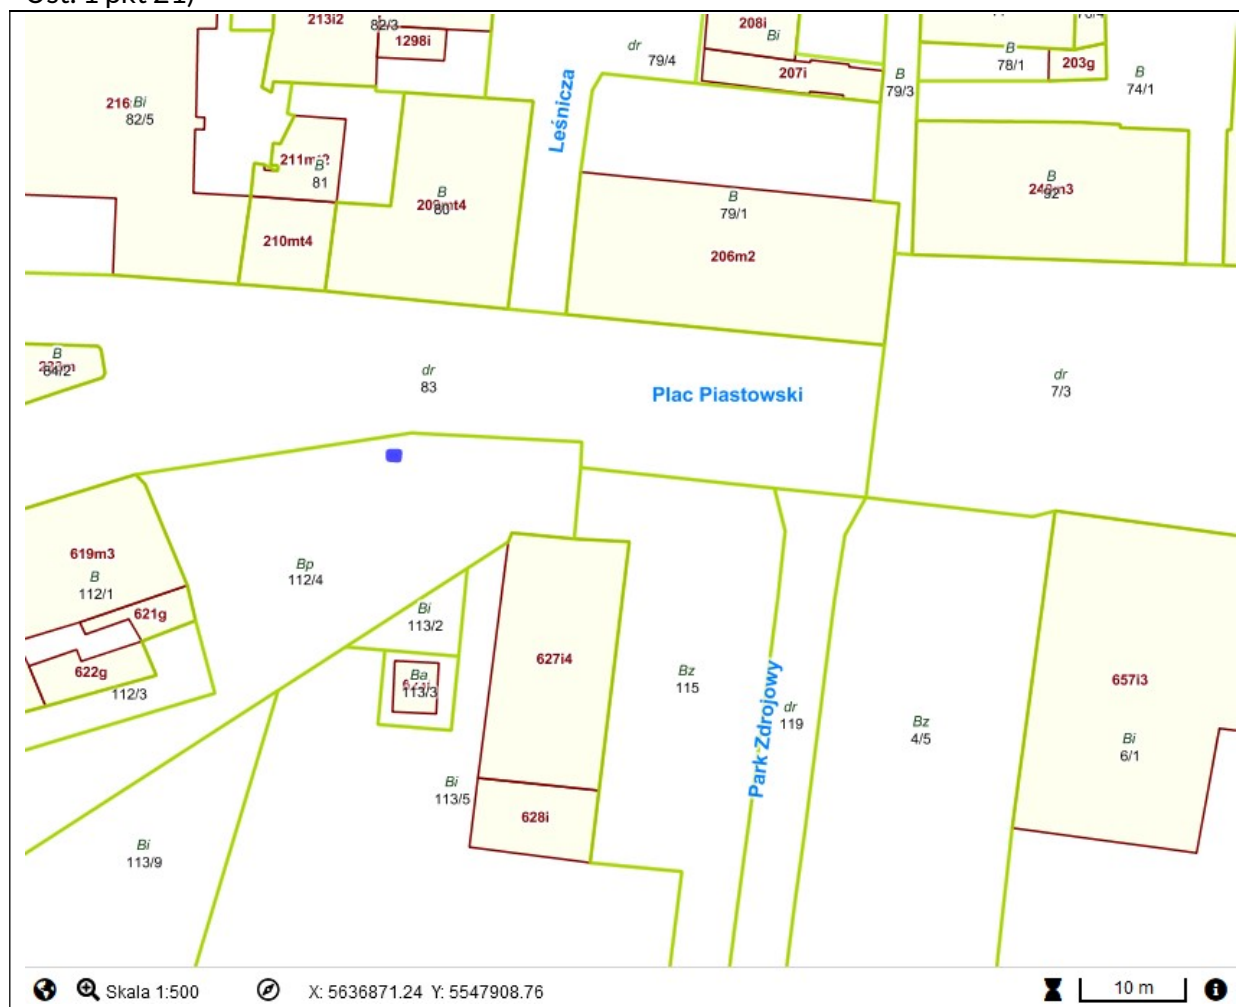 Ust. 1 pkt 21)
213i2
82/3
1298i
dr
79/4
208i
Bi
207i
B
79/3
B
78/1
203g
B
74/1
216
Bi
82/5
Leśnicza
B
81
B
80
210mt4
B
79/1
206m2
B
92
B
84/2
dr
83
Plac Piastowski
dr
7/3
619m3
B
112/1
621g
622g
112/3
Bp
112/4
Bi
113/2
Ba
113/3
627i4
Bz
115
Park Zdrojowy
dr
119
Bz
4/5
657i3
Bi
6/1
Bi
113/5
628i
Bi
113/9
Skala 1:500
X: 5636871.24 Y: 5547908.76
10 m